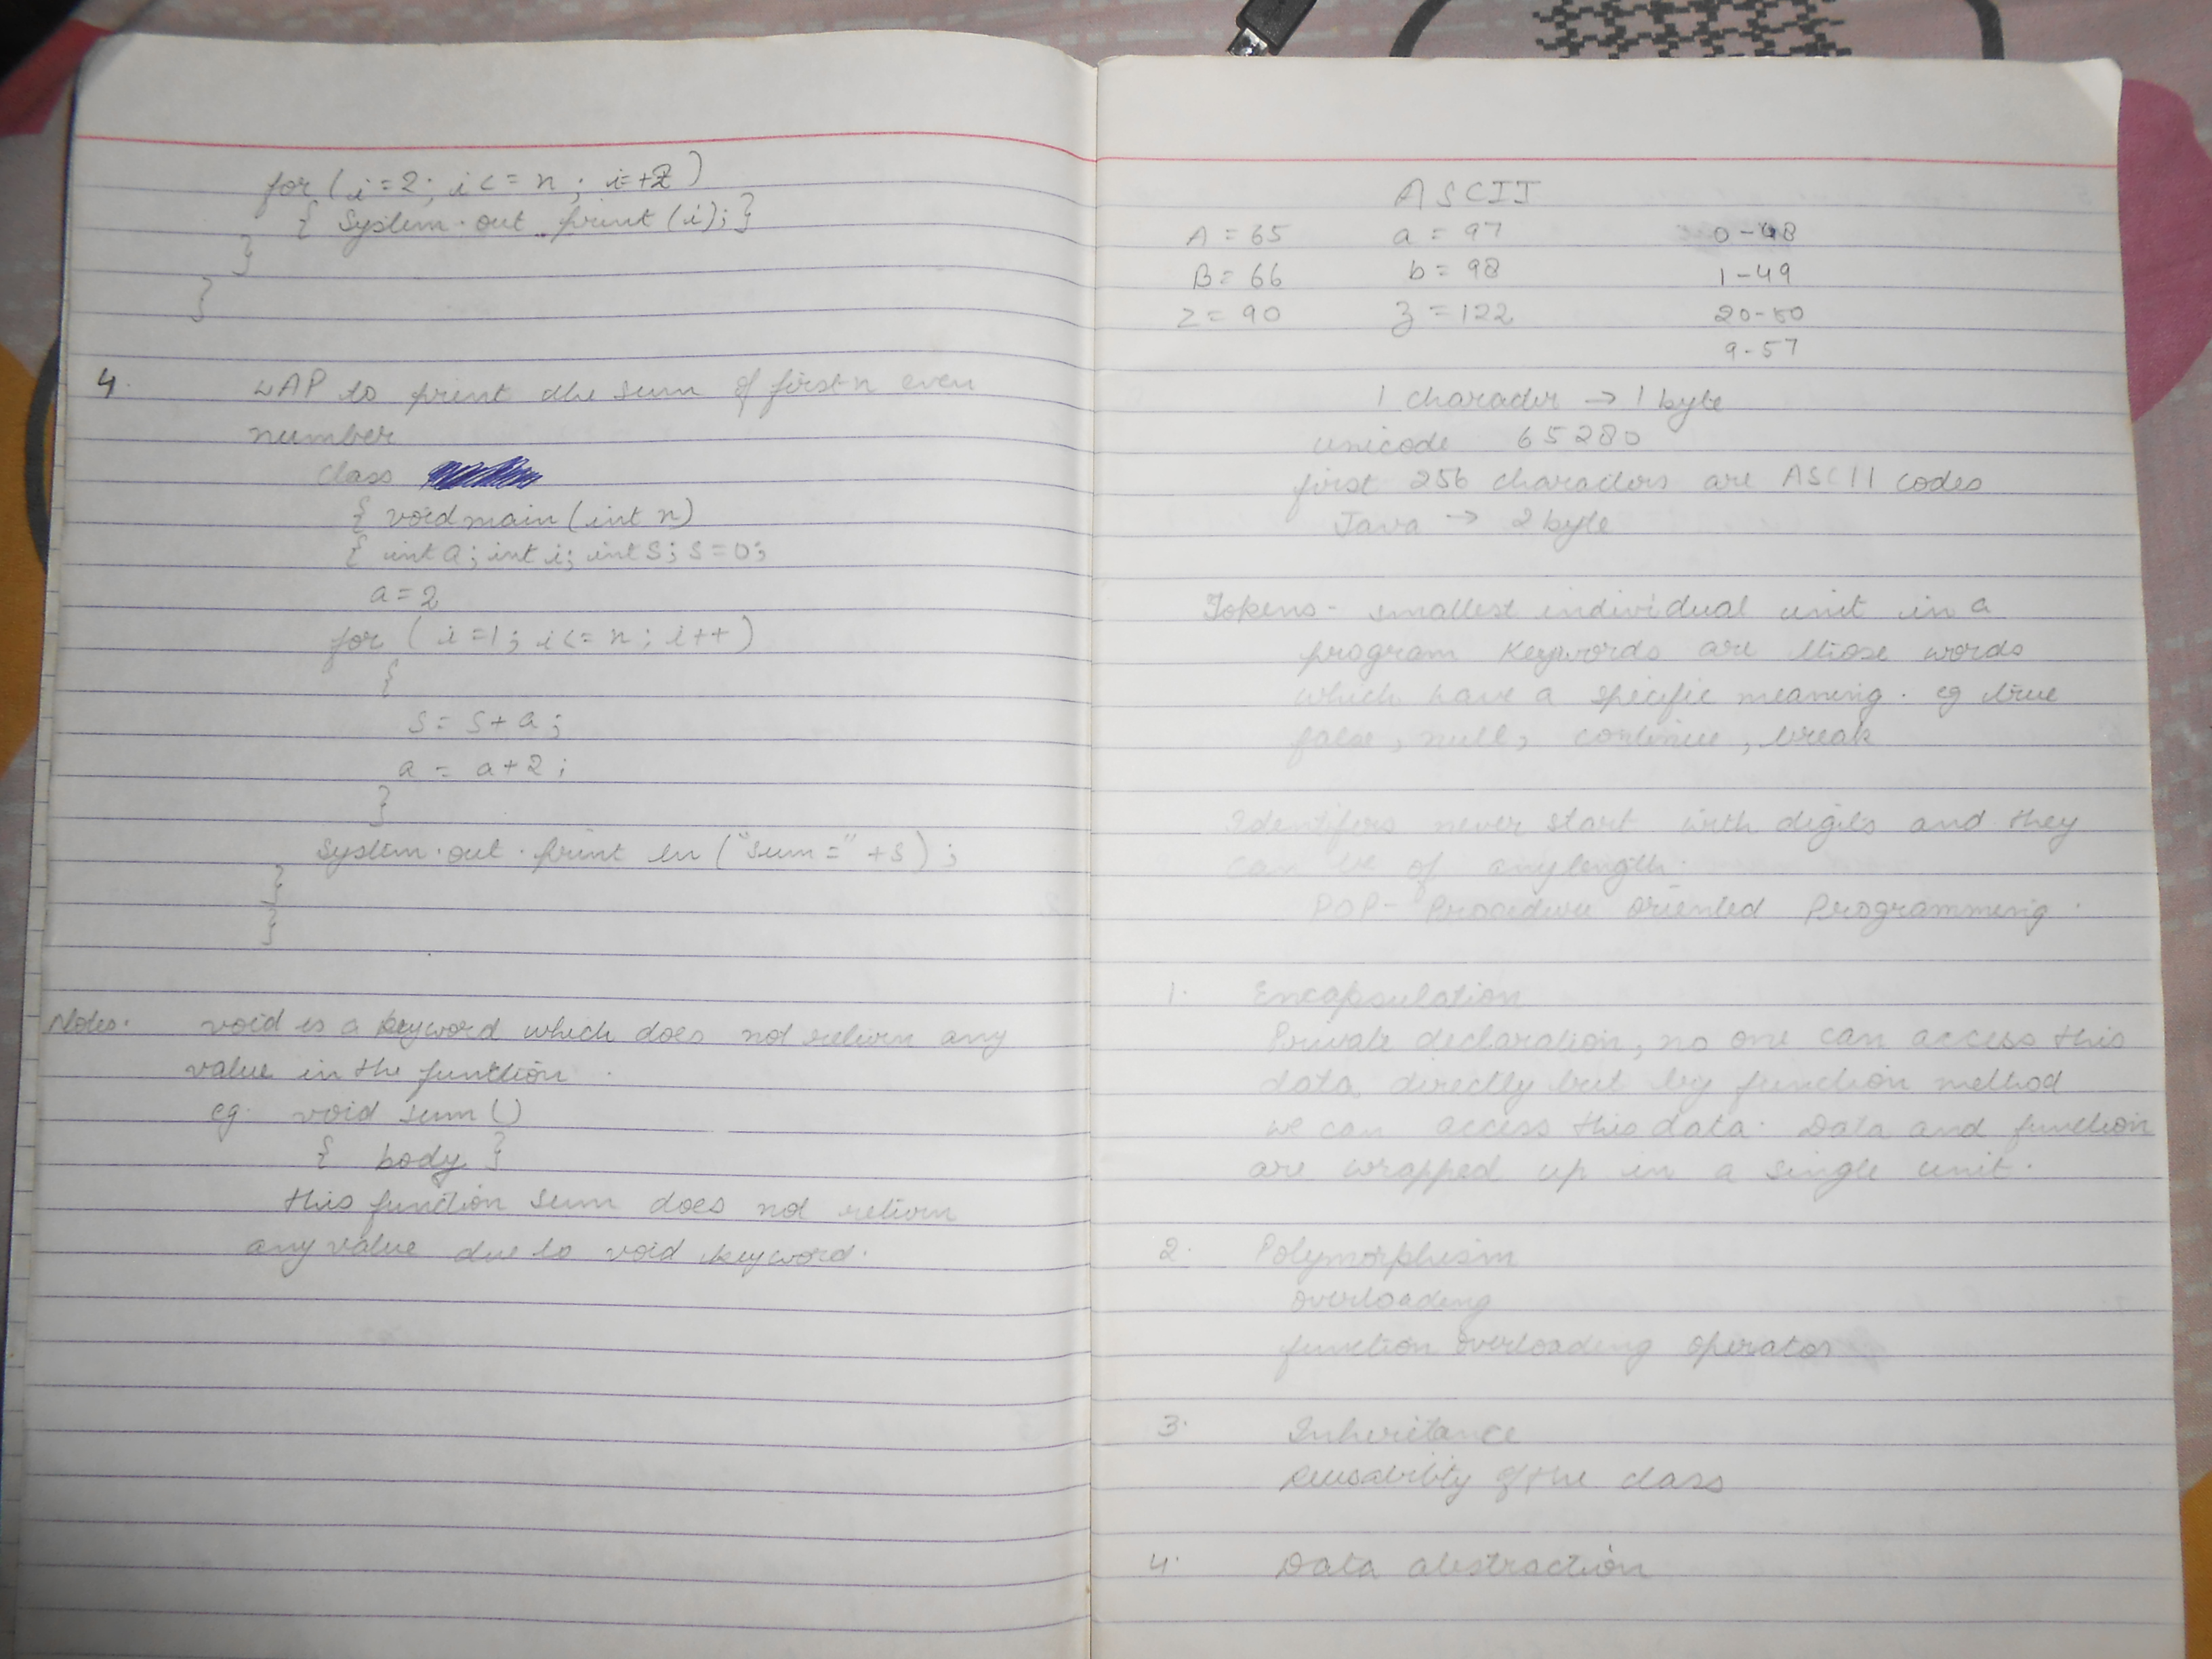 for (i=2; i<=n; i=+2)
{ System.out.print(i); }
}
}
4. WAP to print the sum of first n even
number
class
{ void main (int n)
{ int a; int i; int s; s=0;
a=2
for ( i=1; i<=n; i++)
{
s = s+a;
a = a+2;
}
System.out.print ln ("sum=" +s);
}
}
Notes. void is a keyword which does not return any
value in the function.
eg. void sum ()
{ body }
this function sum does not return
any value due to void keyword.
ASCII
A = 65 a = 97 0-48
B = 66 b = 98 1-49
Z = 90 z = 122 20-50
9-57
1 character → 1 byte
unicode 65280
first 256 characters are ASCII codes
Java → 2 byte
Tokens - smallest individual unit in a
program Keywords are those words
which have a specific meaning. eg true
false, null, continue, break
Identifers never start with digits and they
can be of any length.
POP- Procedure oriented Programming.
1. Encapsulation
Private declaration, no one can access this
data directly but by function method
we can access this data. Data and function
are wrapped up in a single unit.
2. Polymorphism
overloading
function overloading operator
3. Inheritance
Reusability of the class
4. Data abstraction